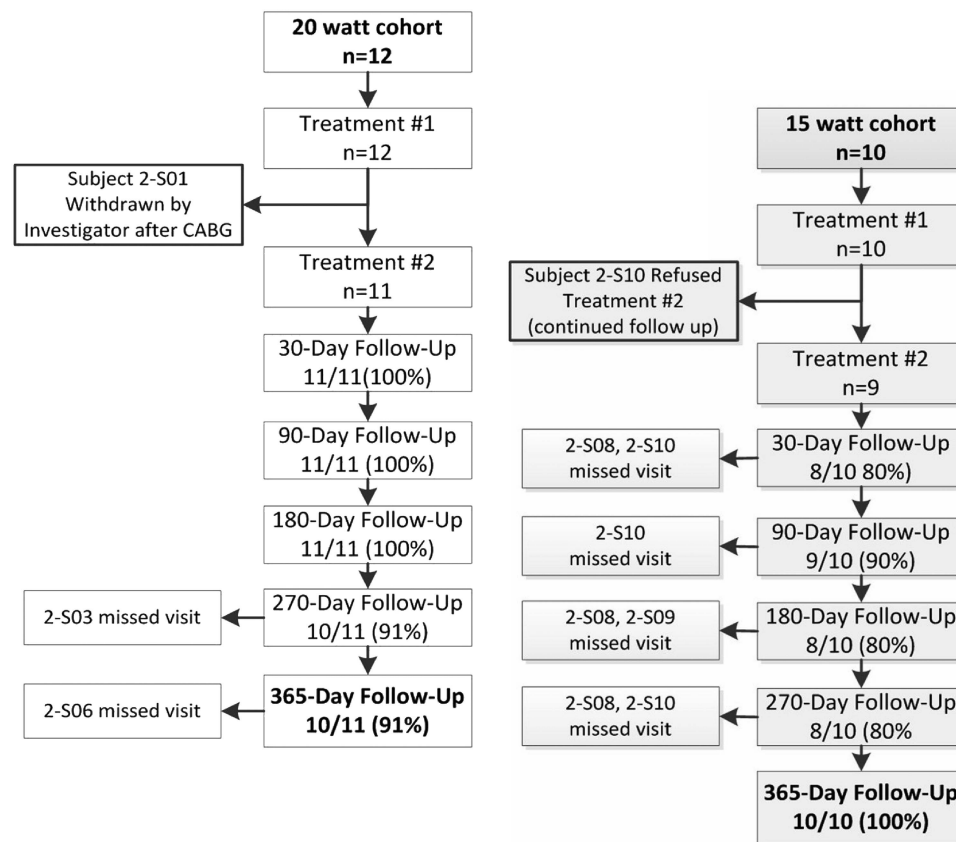 20 watt cohort
n=12
Treatment #1
n=12
Subject 2-S01
Withdrawn by
Investigator after CABG
Treatment #2
n=11
30-Day Follow-Up
11/11(100%)
90-Day Follow-Up
11/11 (100%)
180-Day Follow-Up
11/11 (100%)
2-S03 missed visit
270-Day Follow-Up
10/11 (91%)
2-S06 missed visit
365-Day Follow-Up
10/11 (91%)
15 watt cohort
n=10
Treatment #1
n=10
Subject 2-S10 Refused
Treatment #2
(continued follow up)
Treatment #2
n=9
2-S08, 2-S10
missed visit
30-Day Follow-Up
8/10 80%)
2-S10
missed visit
90-Day Follow-Up
9/10 (90%)
2-S08, 2-S09
missed visit
180-Day Follow-Up
8/10 (80%)
2-S08, 2-S10
missed visit
270-Day Follow-Up
8/10 (80%
365-Day Follow-Up
10/10 (100%)